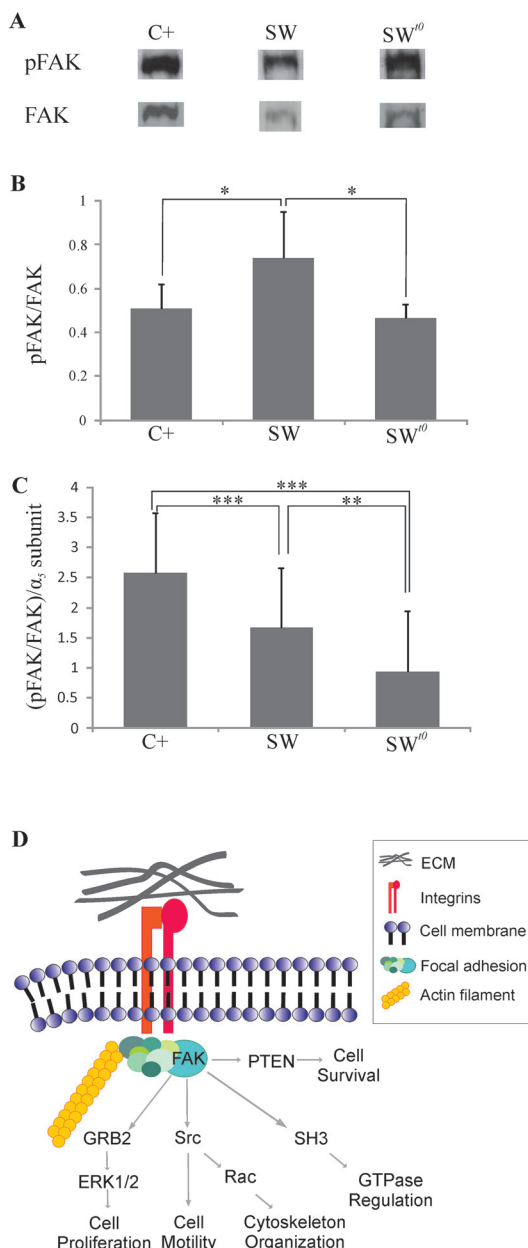 A
C+ SW SW^t0
pFAK
FAK
B
pFAK/FAK
1
0.8
0.6
0.4
0.2
0
* *
C+ SW SW^t0
C
(pFAK/FAK)/α₅ subunit
4
3.5
3
2.5
2
1.5
1
0.5
0
***
*** **
C+ SW SW^t0
D
ECM
Integrins
Cell membrane
Focal adhesion
Actin filament
FAK
PTEN
Cell
Survival
GRB2
Src
SH3
ERK1/2
Rac
GTPase
Regulation
Cell
Proliferation
Cell
Motility
Cytoskeleton
Organization